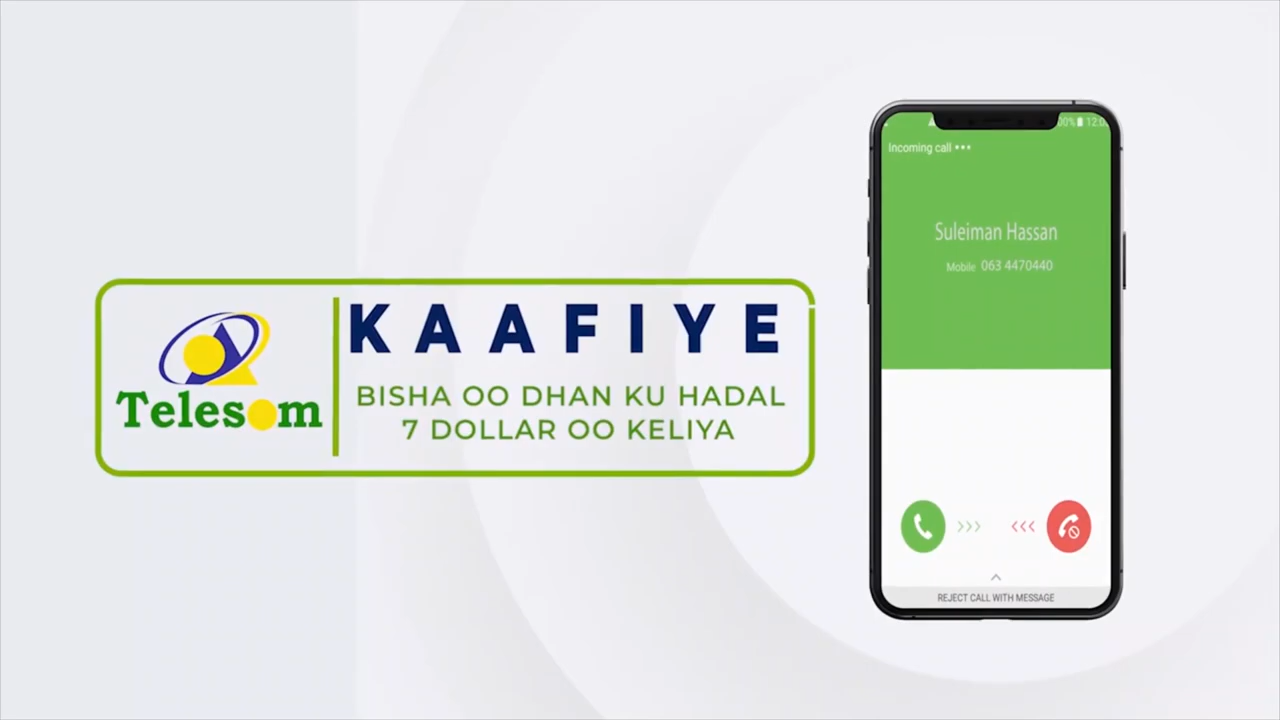 Telesom
KAAFIYE
BISHA OO DHAN KU HADAL
7 DOLLAR OO KELIYA
Incoming call •••
Suleiman Hassan
Mobile 063 4470440
REJECT CALL WITH MESSAGE